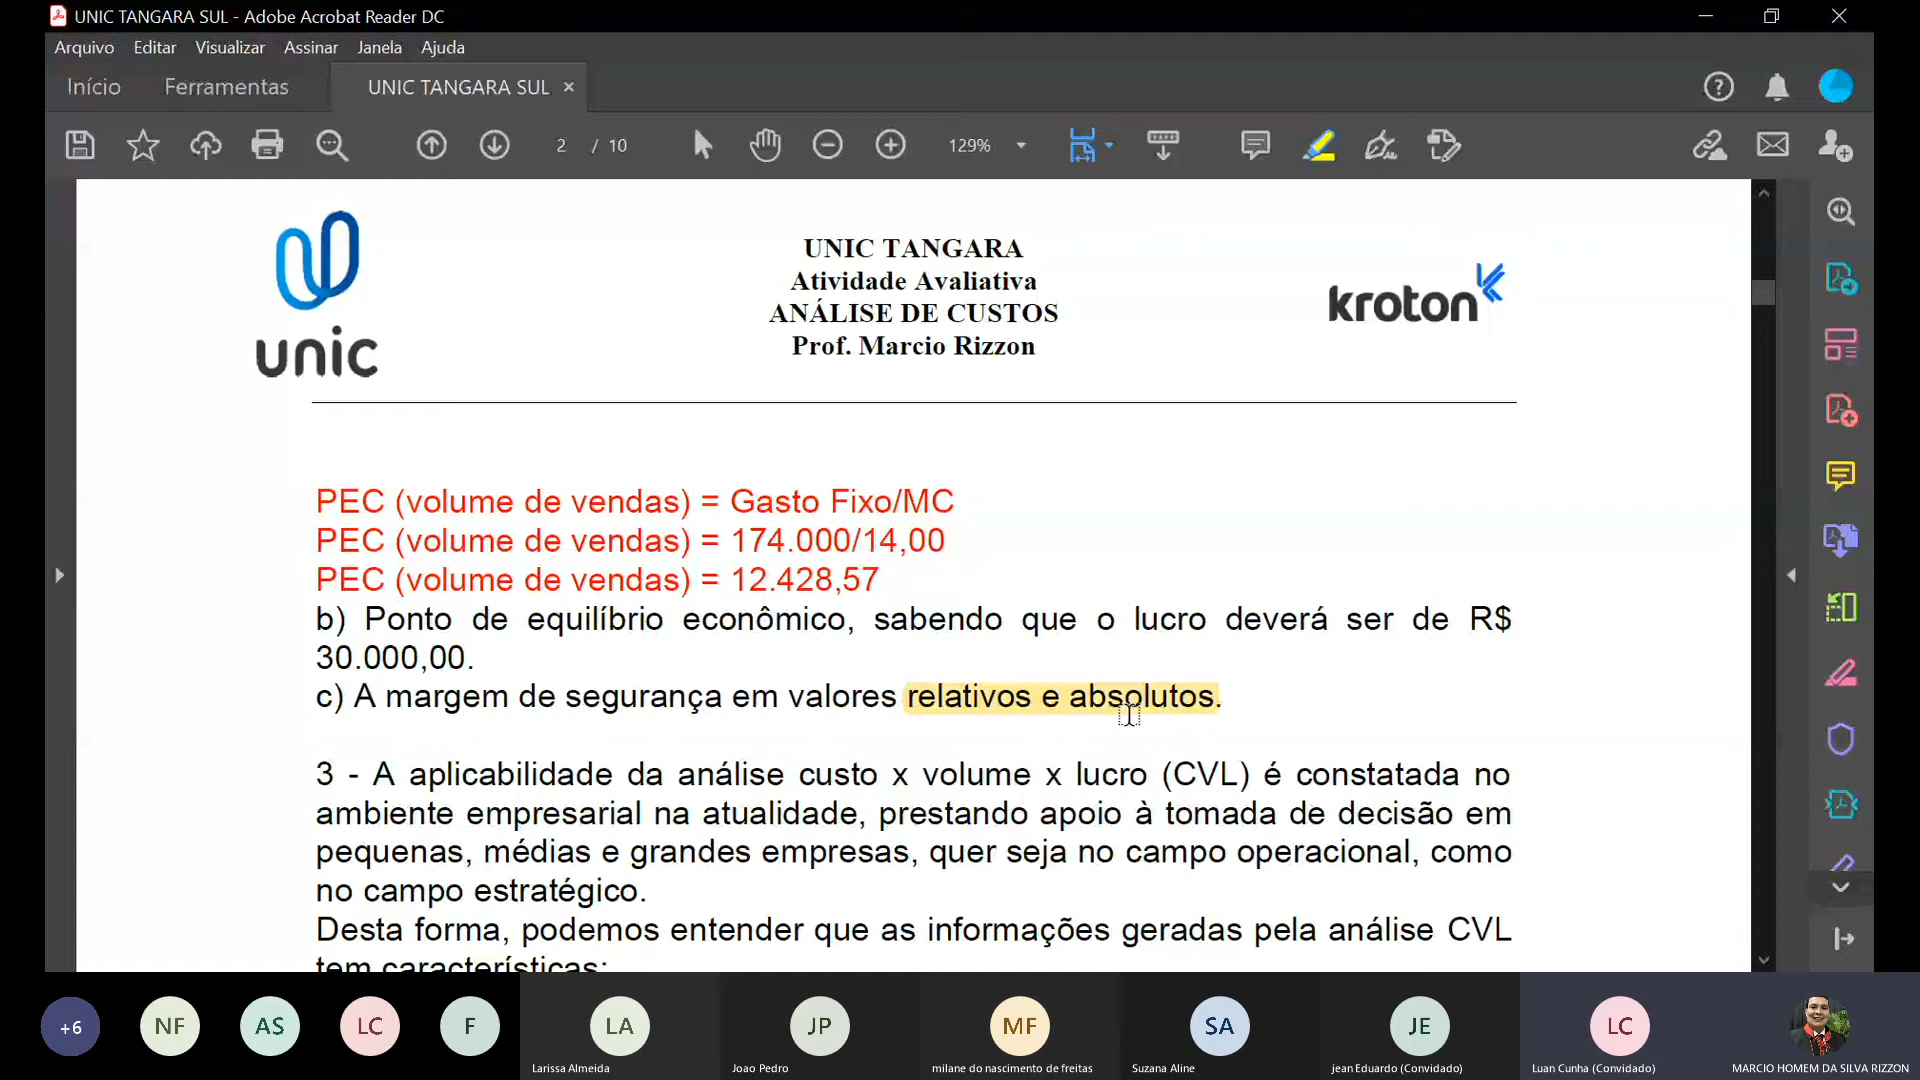 UNIC TANGARA SUL - Adobe Acrobat Reader DC
Arquivo Editar Visualizar Assinar Janela Ajuda
Início Ferramentas UNIC TANGARA SUL ×
2 / 10 129%
unic
UNIC TANGARA
Atividade Avaliativa
ANÁLISE DE CUSTOS
Prof. Marcio Rizzon
kroton
PEC (volume de vendas) = Gasto Fixo/MC
PEC (volume de vendas) = 174.000/14,00
PEC (volume de vendas) = 12.428,57
b) Ponto de equilíbrio econômico, sabendo que o lucro deverá ser de R$
30.000,00.
c) A margem de segurança em valores relativos e absolutos.
3 - A aplicabilidade da análise custo x volume x lucro (CVL) é constatada no
ambiente empresarial na atualidade, prestando apoio à tomada de decisão em
pequenas, médias e grandes empresas, quer seja no campo operacional, como
no campo estratégico.
Desta forma, podemos entender que as informações geradas pela análise CVL
tem características:
+6 NF AS LC F LA JP MF SA JE LC
Larissa Almeida Joao Pedro milane do nascimento de freitas Suzana Aline jean Eduardo (Convidado) Luan Cunha (Convidado) MARCIO HOMEM DA SILVA RIZZON